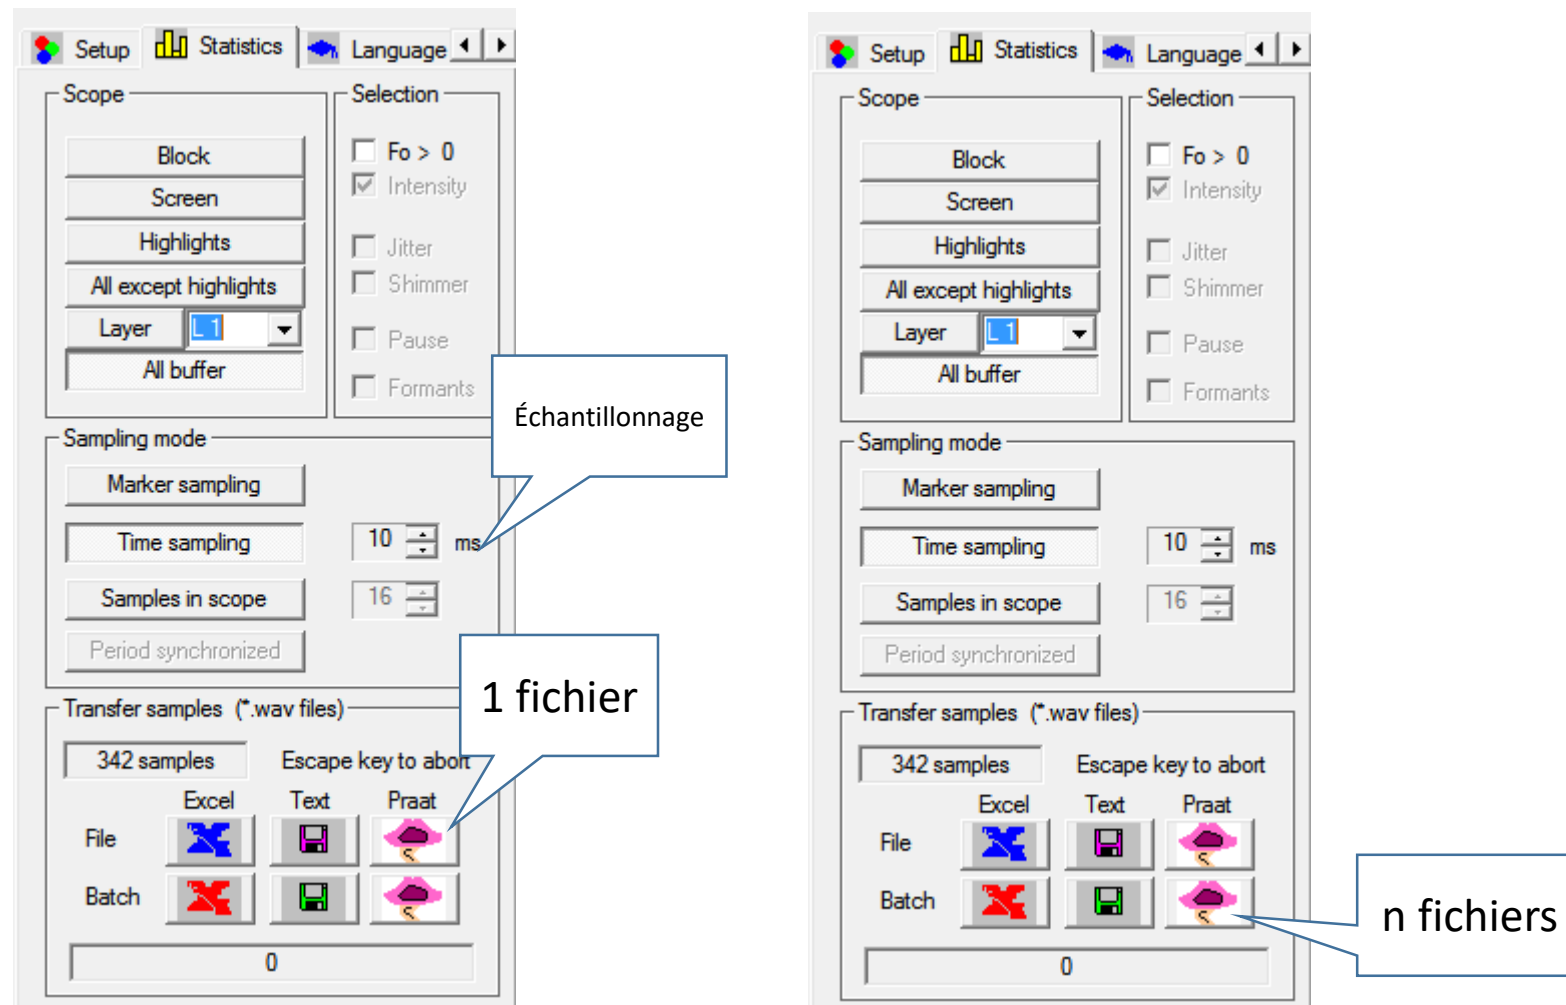 Setup Statistics Language
Scope
Block
Screen
Highlights
All except highlights
Layer L 1
All buffer
Selection
Fo > 0
Intensity
Jitter
Shimmer
Pause
Formants
Échantillonnage
Sampling mode
Marker sampling
Time sampling 10 ms
Samples in scope 16
Period synchronized
1 fichier
Transfer samples (*.wav files)
342 samples Escape key to abort
Excel Text Praat
File
Batch
0
Setup Statistics Language
Scope
Block
Screen
Highlights
All except highlights
Layer L 1
All buffer
Selection
Fo > 0
Intensity
Jitter
Shimmer
Pause
Formants
Sampling mode
Marker sampling
Time sampling 10 ms
Samples in scope 16
Period synchronized
Transfer samples (*.wav files)
342 samples Escape key to abort
Excel Text Praat
File
Batch
0
n fichiers